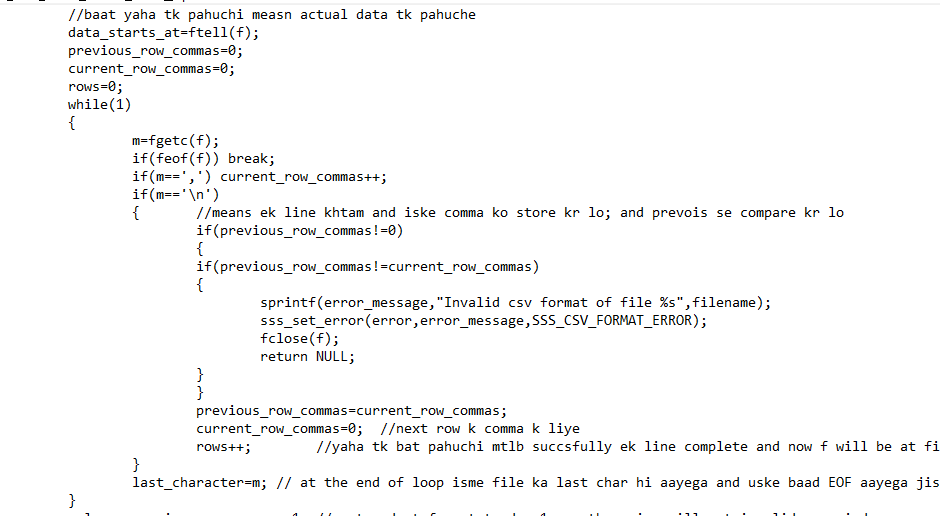 //baat yaha tk pahuchi measn actual data tk pahuche
data_starts_at=ftell(f);
previous_row_commas=0;
current_row_commas=0;
rows=0;
while(1)
{
m=fgetc(f);
if(feof(f)) break;
if(m==',') current_row_commas++;
if(m=='\n')
{ //means ek line khtam and iske comma ko store kr lo; and prevois se compare kr lo
if(previous_row_commas!=0)
{
if(previous_row_commas!=current_row_commas)
{
sprintf(error_message,"Invalid csv format of file %s",filename);
sss_set_error(error,error_message,SSS_CSV_FORMAT_ERROR);
fclose(f);
return NULL;
}
}
previous_row_commas=current_row_commas;
current_row_commas=0; //next row k comma k liye
rows++; //yaha tk bat pahuchi mtlb succsfully ek line complete and now f will be at fi
}
last_character=m; // at the end of loop isme file ka last char hi aayega and uske baad EOF aayega jis
}